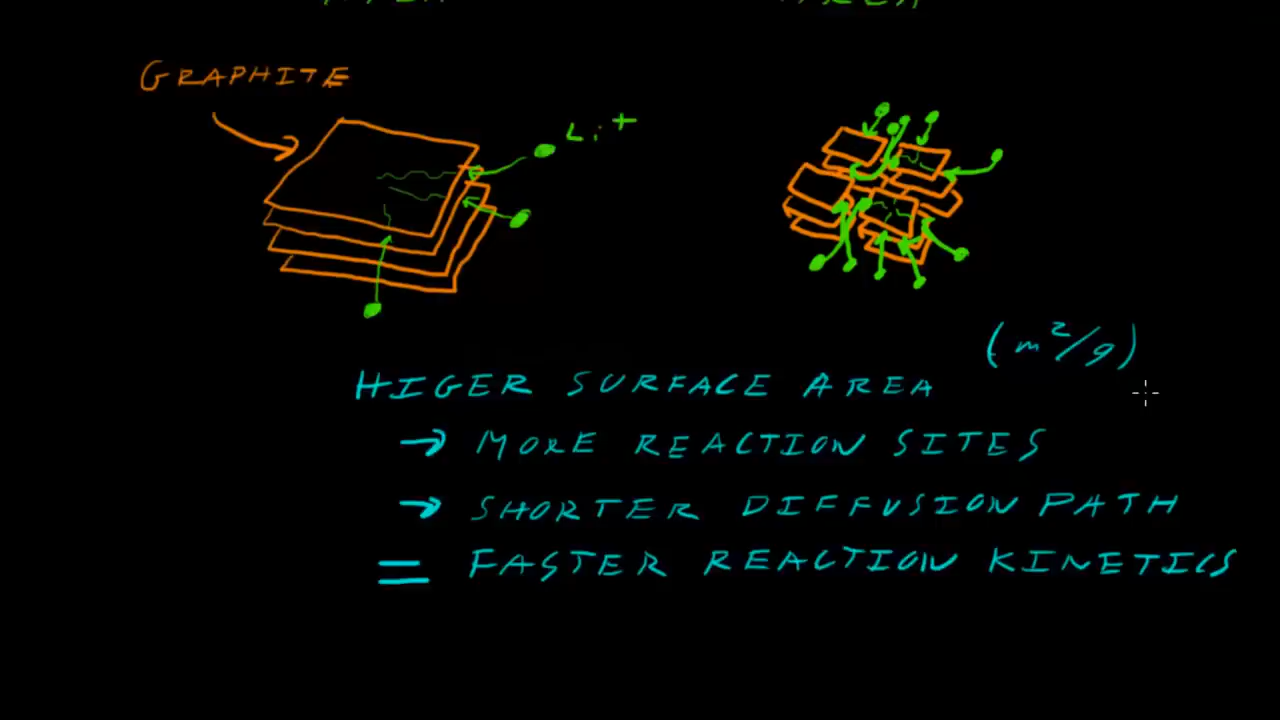 GRAPHITE
Li+
(m²/g)
HIGER SURFACE AREA
→ MORE REACTION SITES
→ SHORTER DIFFUSION PATH
= FASTER REACTION KINETICS